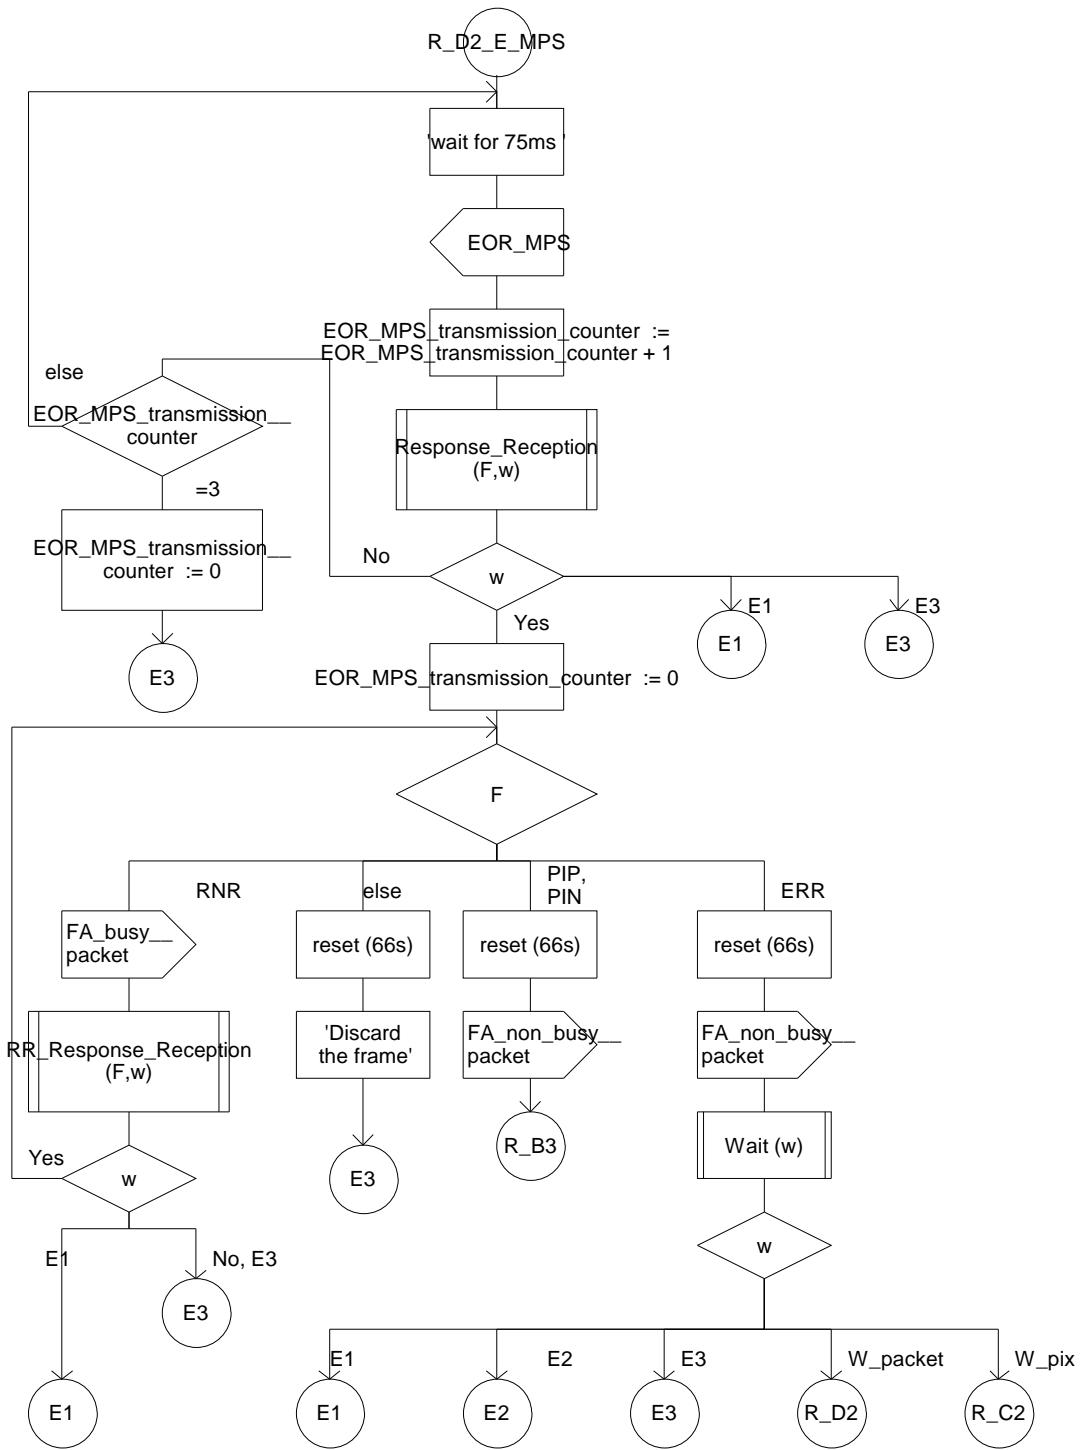 R_D2_E_MPS
'wait for 75ms '
EOR_MPS
EOR_MPS_transmission_counter :=
EOR_MPS_transmission_counter + 1
else
EOR_MPS_transmission__
counter
Response_Reception
(F,w)
=3
EOR_MPS_transmission__
counter := 0
No
w
E1
E3
Yes
E1
E3
E3
EOR_MPS_transmission_counter := 0
F
RNR
else
PIP,
PIN
ERR
FA_busy__
packet
reset (66s)
reset (66s)
reset (66s)
RR_Response_Reception
(F,w)
'Discard
the frame'
FA_non_busy__
packet
FA_non_busy__
packet
Yes
w
E3
R_B3
Wait (w)
E1
No, E3
w
E3
E1
E2
E3
W_packet
W_pix
E1
E1
E2
E3
R_D2
R_C2